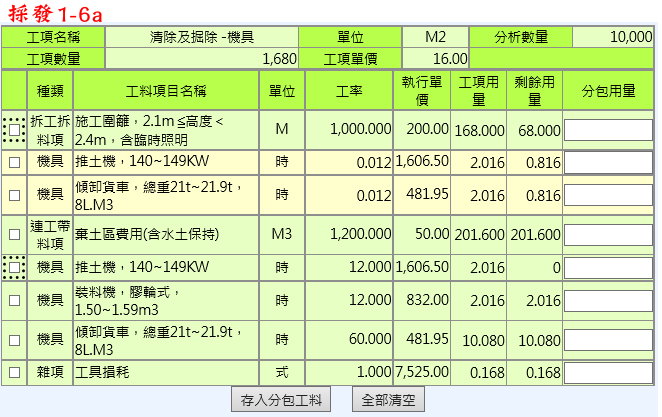 採發1-6a
工項名稱 清除及掘除 -機具 單位 M2 分析數量 10,000
工項數量 1,680 工項單價 16.00
種類 工料項目名稱 單位 工率 執行單價 工項用量 剩餘用量 分包用量
拆工拆料項 施工圍籬，2.1m≦高度＜2.4m，含臨時照明 M 1,000.000 200.00 168.000 68.000
機具 推土機，140~149KW 時 0.012 1,606.50 2.016 0.816
機具 傾卸貨車，總重21t~21.9t，8L.M3 時 0.012 481.95 2.016 0.816
連工帶料項 棄土區費用(含水土保持) M3 1,200.000 50.00 201.600 201.600
機具 推土機，140~149KW 時 12.000 1,606.50 2.016 0
機具 裝料機，膠輪式，1.50~1.59m3 時 12.000 832.00 2.016 2.016
機具 傾卸貨車，總重21t~21.9t，8L.M3 時 60.000 481.95 10.080 10.080
雜項 工具損耗 式 1.000 7,525.00 0.168 0.168
存入分包工料 全部清空